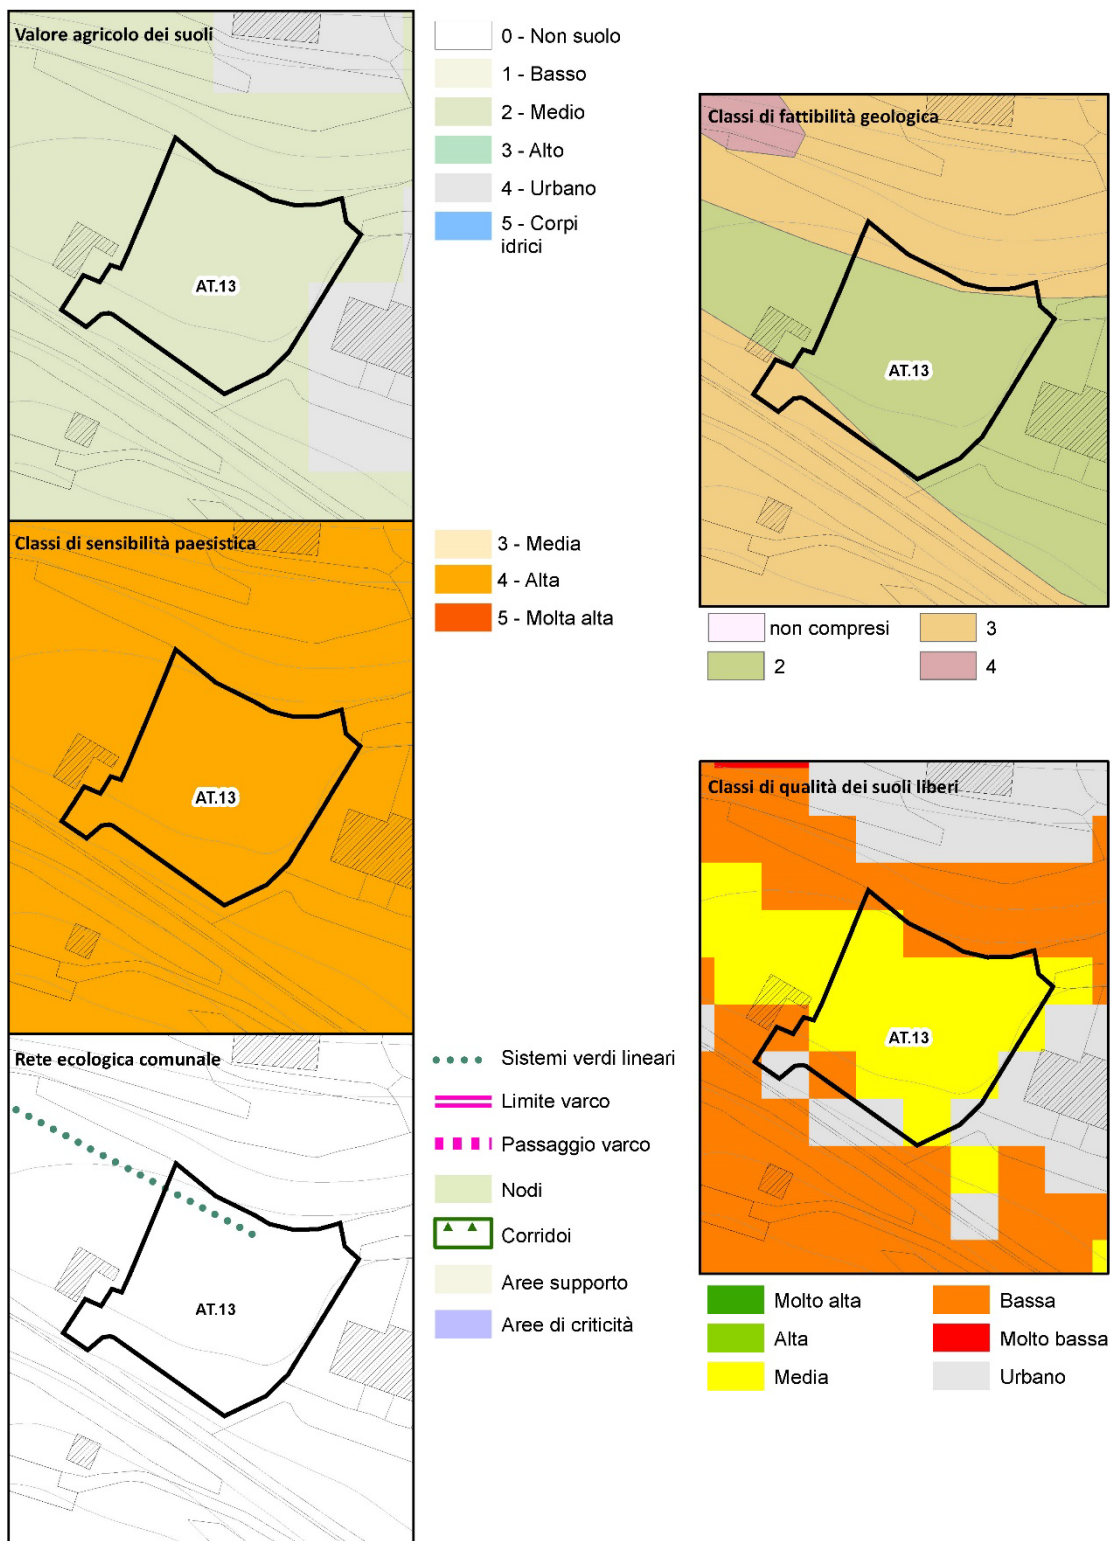 Valore agricolo dei suoli
AT.13
0 - Non suolo
1 - Basso
2 - Medio
3 - Alto
4 - Urbano
5 - Corpi
idrici
Classi di fattibilità geologica
AT.13
non compresi
2
3
4
Classi di sensibilità paesistica
AT.13
3 - Media
4 - Alta
5 - Molta alta
Classi di qualità dei suoli liberi
AT.13
Molto alta
Alta
Media
Bassa
Molto bassa
Urbano
Rete ecologica comunale
AT.13
Sistemi verdi lineari
Limite varco
Passaggio varco
Nodi
Corridoi
Aree supporto
Aree di criticità